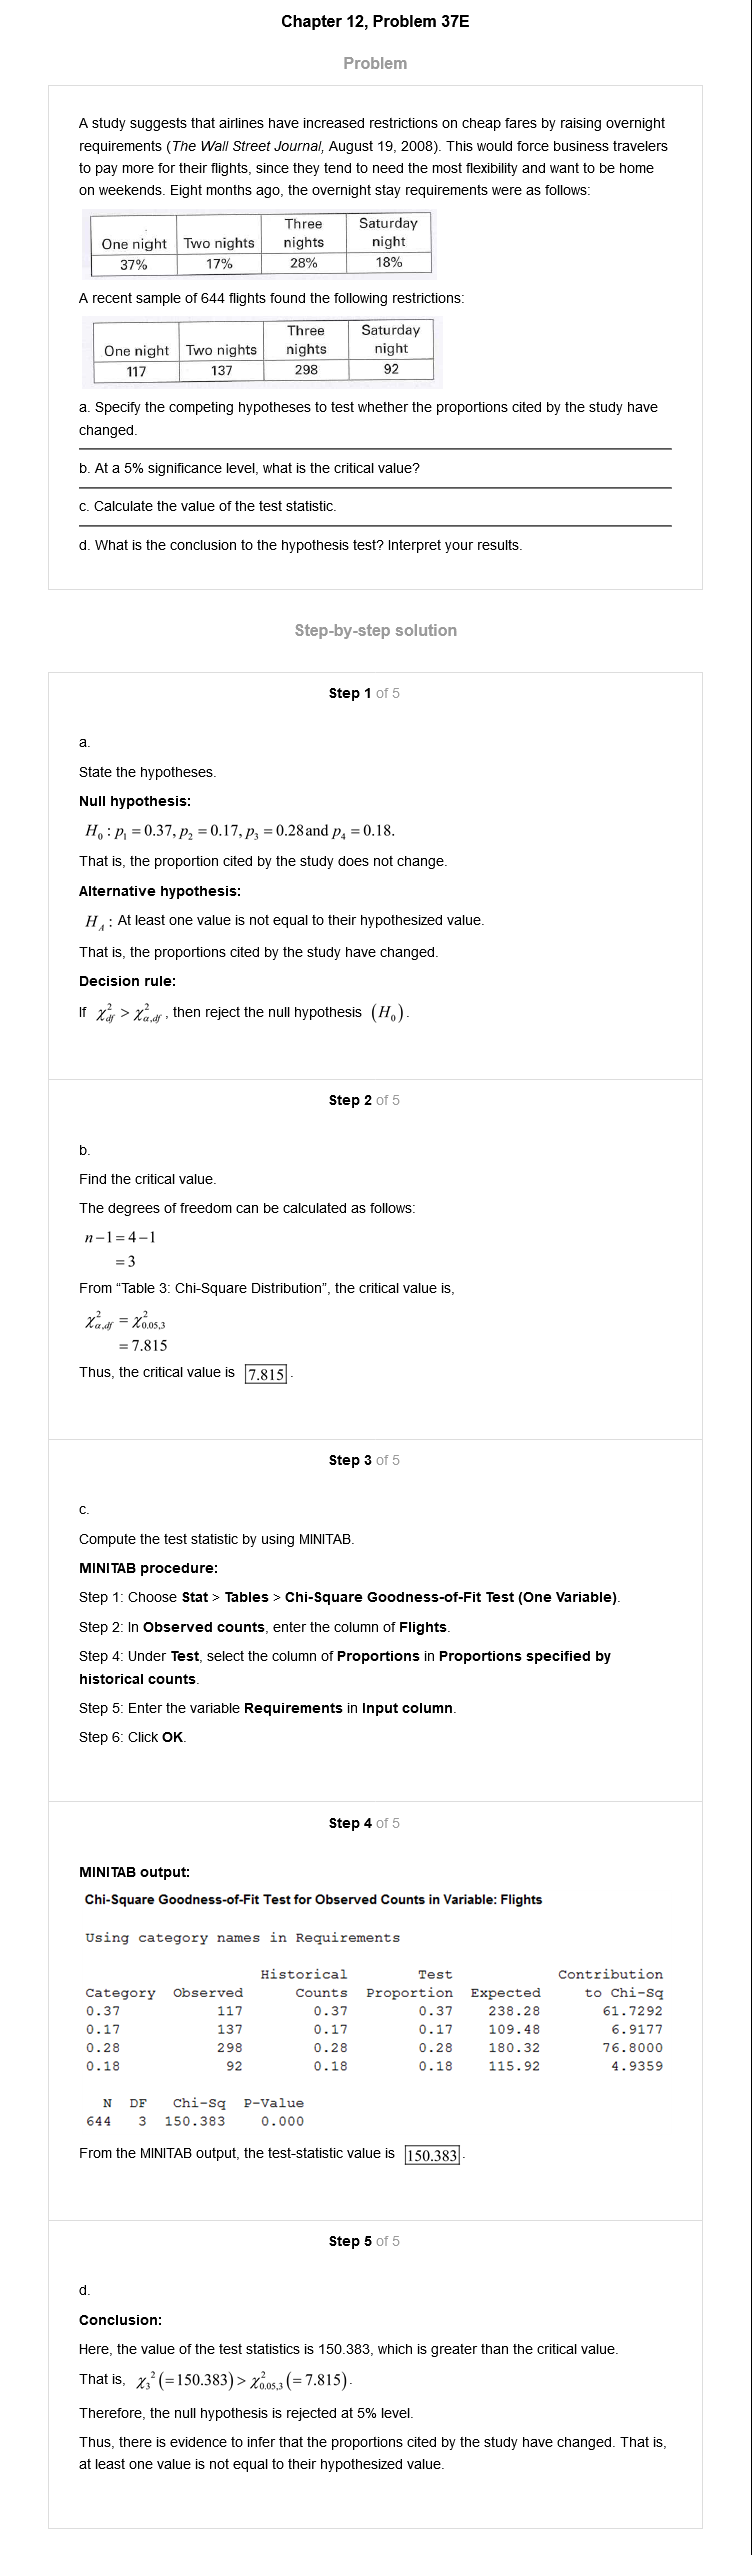 Chapter 12, Problem 37E
Problem
A study suggests that airlines have increased restrictions on cheap fares by raising overnight
requirements (The Wall Street Journal, August 19, 2008). This would force business travelers
to pay more for their flights, since they tend to need the most flexibility and want to be home
on weekends. Eight months ago, the overnight stay requirements were as follows:
Three Saturday
One night Two nights nights night
37% 17% 28% 18%
A recent sample of 644 flights found the following restrictions:
Three Saturday
One night Two nights nights night
117 137 298 92
a. Specify the competing hypotheses to test whether the proportions cited by the study have
changed.
b. At a 5% significance level, what is the critical value?
c. Calculate the value of the test statistic.
d. What is the conclusion to the hypothesis test? Interpret your results.
Step-by-step solution
Step 1 of 5
a.
State the hypotheses.
Null hypothesis:
H₀ : p₁ = 0.37, p₂ = 0.17, p₃ = 0.28 and p₄ = 0.18.
That is, the proportion cited by the study does not change.
Alternative hypothesis:
H_A : At least one value is not equal to their hypothesized value.
That is, the proportions cited by the study have changed.
Decision rule:
If χ²_df > χ²_α,df , then reject the null hypothesis (H₀).
Step 2 of 5
b.
Find the critical value.
The degrees of freedom can be calculated as follows:
n−1 = 4−1
= 3
From “Table 3: Chi-Square Distribution”, the critical value is,
χ²_α,df = χ²_0.05,3
= 7.815
Thus, the critical value is 7.815.
Step 3 of 5
c.
Compute the test statistic by using MINITAB.
MINITAB procedure:
Step 1: Choose Stat > Tables > Chi-Square Goodness-of-Fit Test (One Variable).
Step 2: In Observed counts, enter the column of Flights.
Step 4: Under Test, select the column of Proportions in Proportions specified by
historical counts.
Step 5: Enter the variable Requirements in Input column.
Step 6: Click OK.
Step 4 of 5
MINITAB output:
Chi-Square Goodness-of-Fit Test for Observed Counts in Variable: Flights
Using category names in Requirements
Historical Test Contribution
Category Observed Counts Proportion Expected to Chi-Sq
0.37 117 0.37 0.37 238.28 61.7292
0.17 137 0.17 0.17 109.48 6.9177
0.28 298 0.28 0.28 180.32 76.8000
0.18 92 0.18 0.18 115.92 4.9359
N DF Chi-Sq P-Value
644 3 150.383 0.000
From the MINITAB output, the test-statistic value is 150.383.
Step 5 of 5
d.
Conclusion:
Here, the value of the test statistics is 150.383, which is greater than the critical value.
That is, χ₃²(=150.383) > χ²_0.05,3(= 7.815).
Therefore, the null hypothesis is rejected at 5% level.
Thus, there is evidence to infer that the proportions cited by the study have changed. That is,
at least one value is not equal to their hypothesized value.